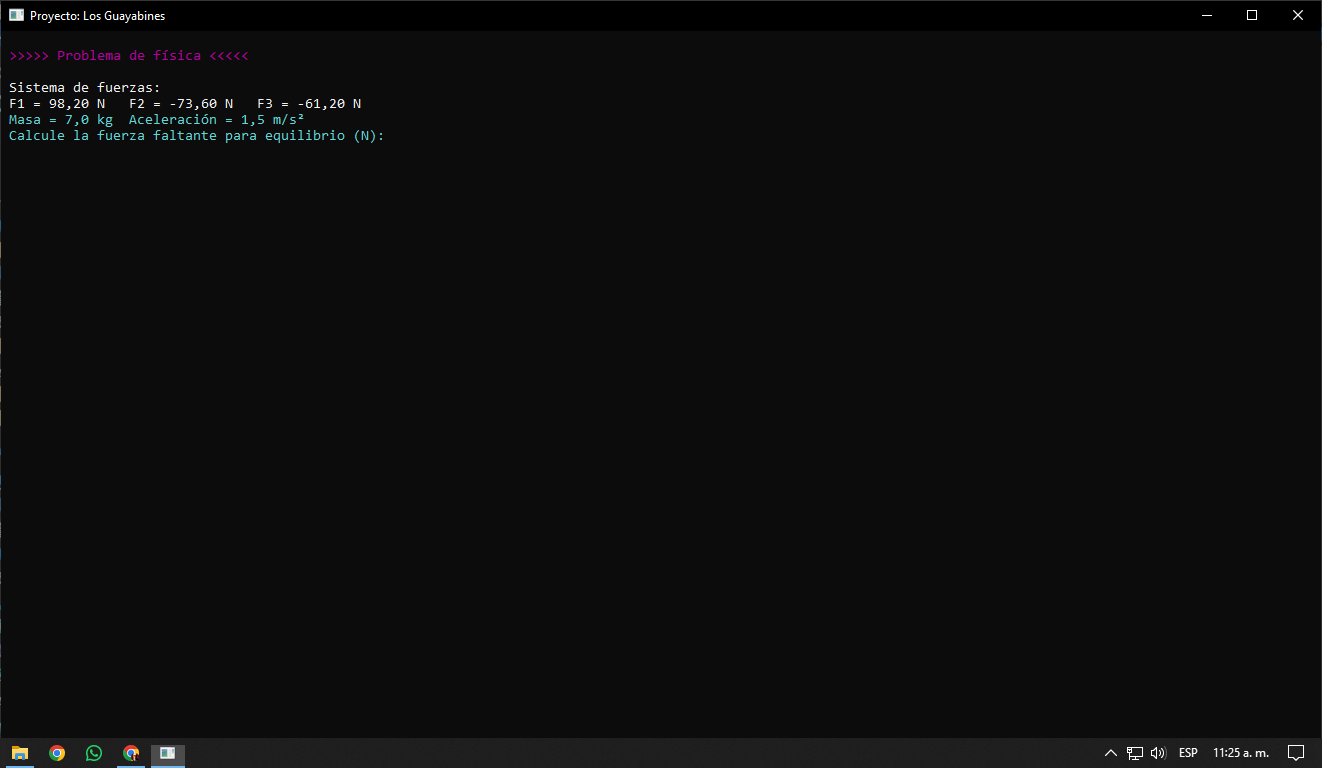 Proyecto: Los Guayabines
>>>>> Problema de física <<<<<
Sistema de fuerzas:
F1 = 98,20 N   F2 = -73,60 N   F3 = -61,20 N
Masa = 7,0 kg  Aceleración = 1,5 m/s²
Calcule la fuerza faltante para equilibrio (N):
ESP
11:25 a. m.